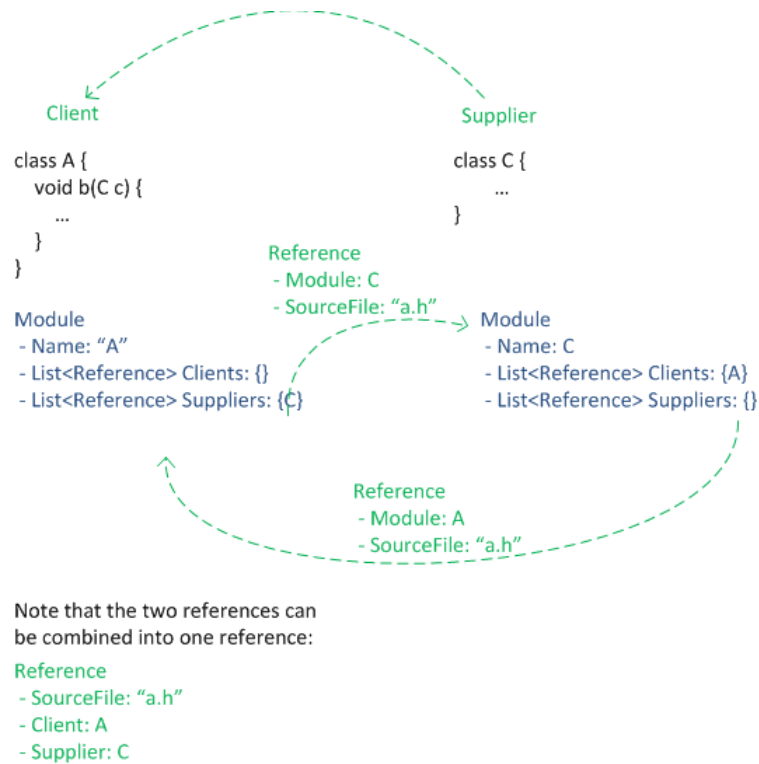 Client
Supplier
class A {
void b(C c) {
...
}
}
class C {
...
}
Reference
- Module: C
- SourceFile: “a.h”
Module
- Name: “A”
- List<Reference> Clients: {}
- List<Reference> Suppliers: {C}
Module
- Name: C
- List<Reference> Clients: {A}
- List<Reference> Suppliers: {}
Reference
- Module: A
- SourceFile: “a.h”
Note that the two references can
be combined into one reference:
Reference
- SourceFile: “a.h”
- Client: A
- Supplier: C